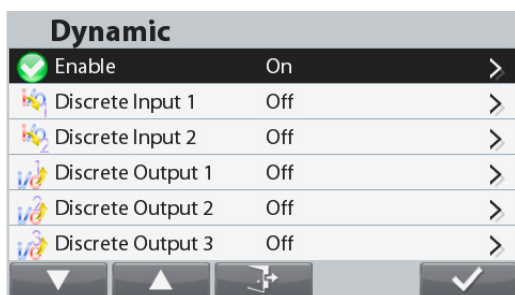 Dynamic
Enable On
Discrete Input 1 Off
Discrete Input 2 Off
Discrete Output 1 Off
Discrete Output 2 Off
Discrete Output 3 Off